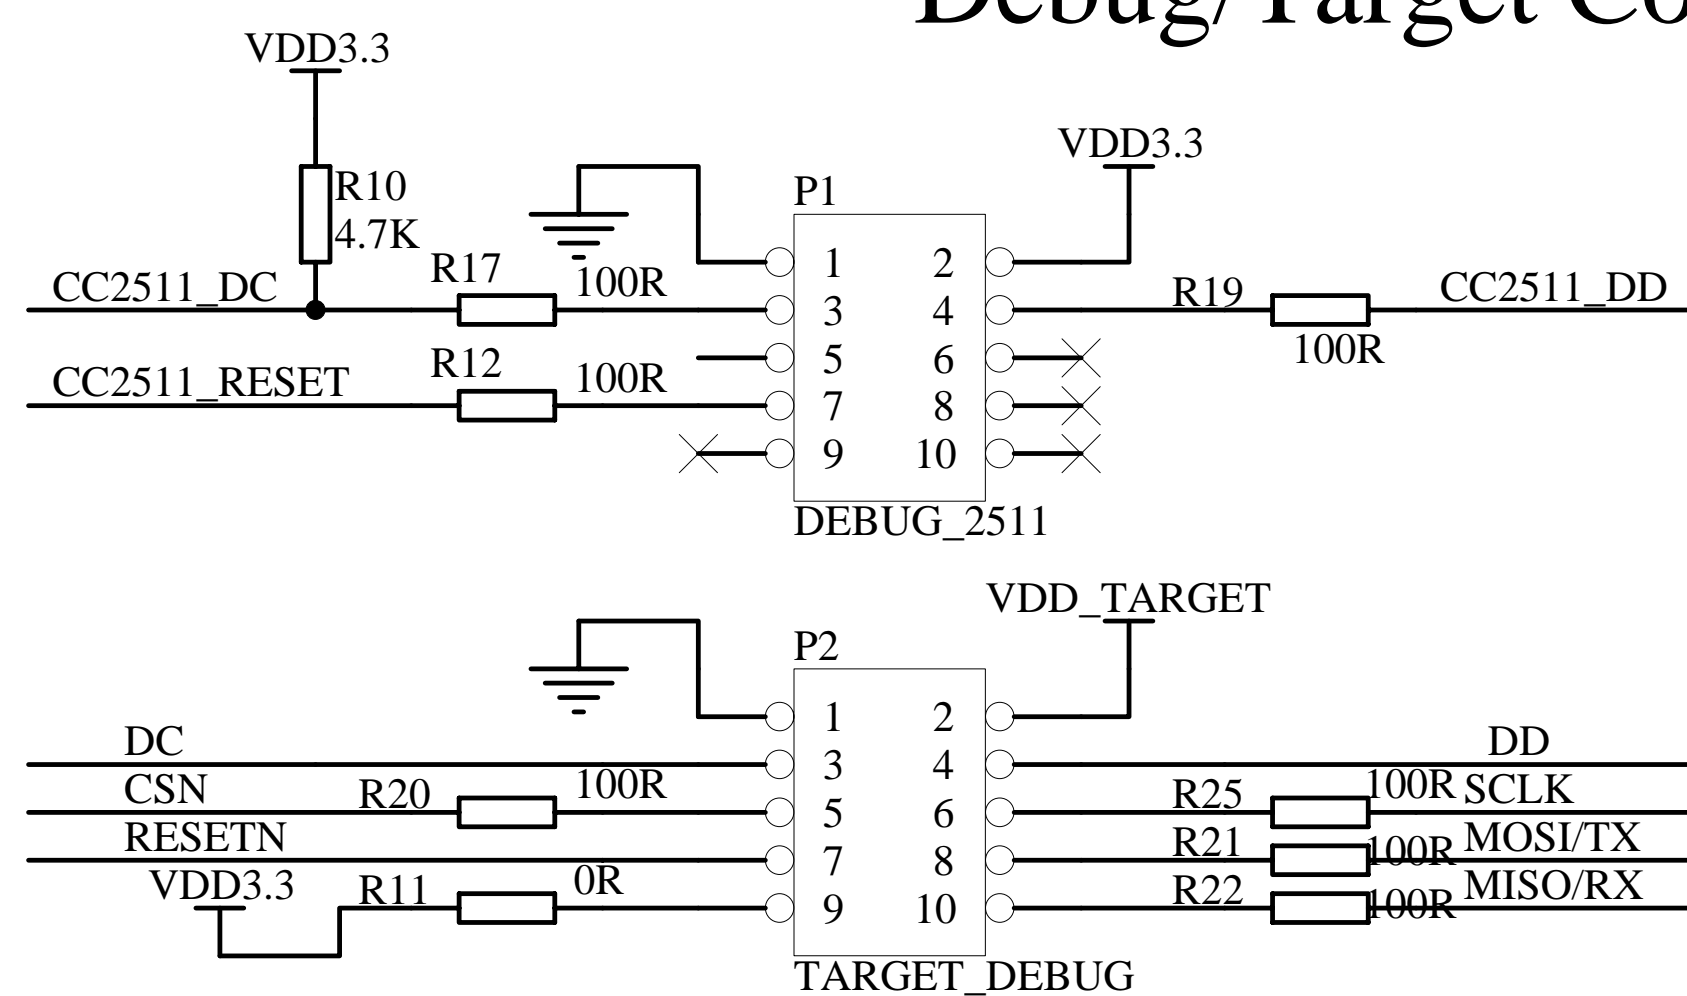 Debug/Target Co
VDD3.3
R10
4.7K
CC2511_DC
R17
100R
CC2511_RESET
R12
100R
P1
1 2
3 4
5 6
7 8
9 10
DEBUG_2511
VDD3.3
R19
100R
CC2511_DD
VDD_TARGET
P2
1 2
3 4
5 6
7 8
9 10
TARGET_DEBUG
DC
CSN
R20
100R
RESETN
VDD3.3
R11
0R
DD
R25
100R
SCLK
R21
100R
MOSI/TX
R22
100R
MISO/RX